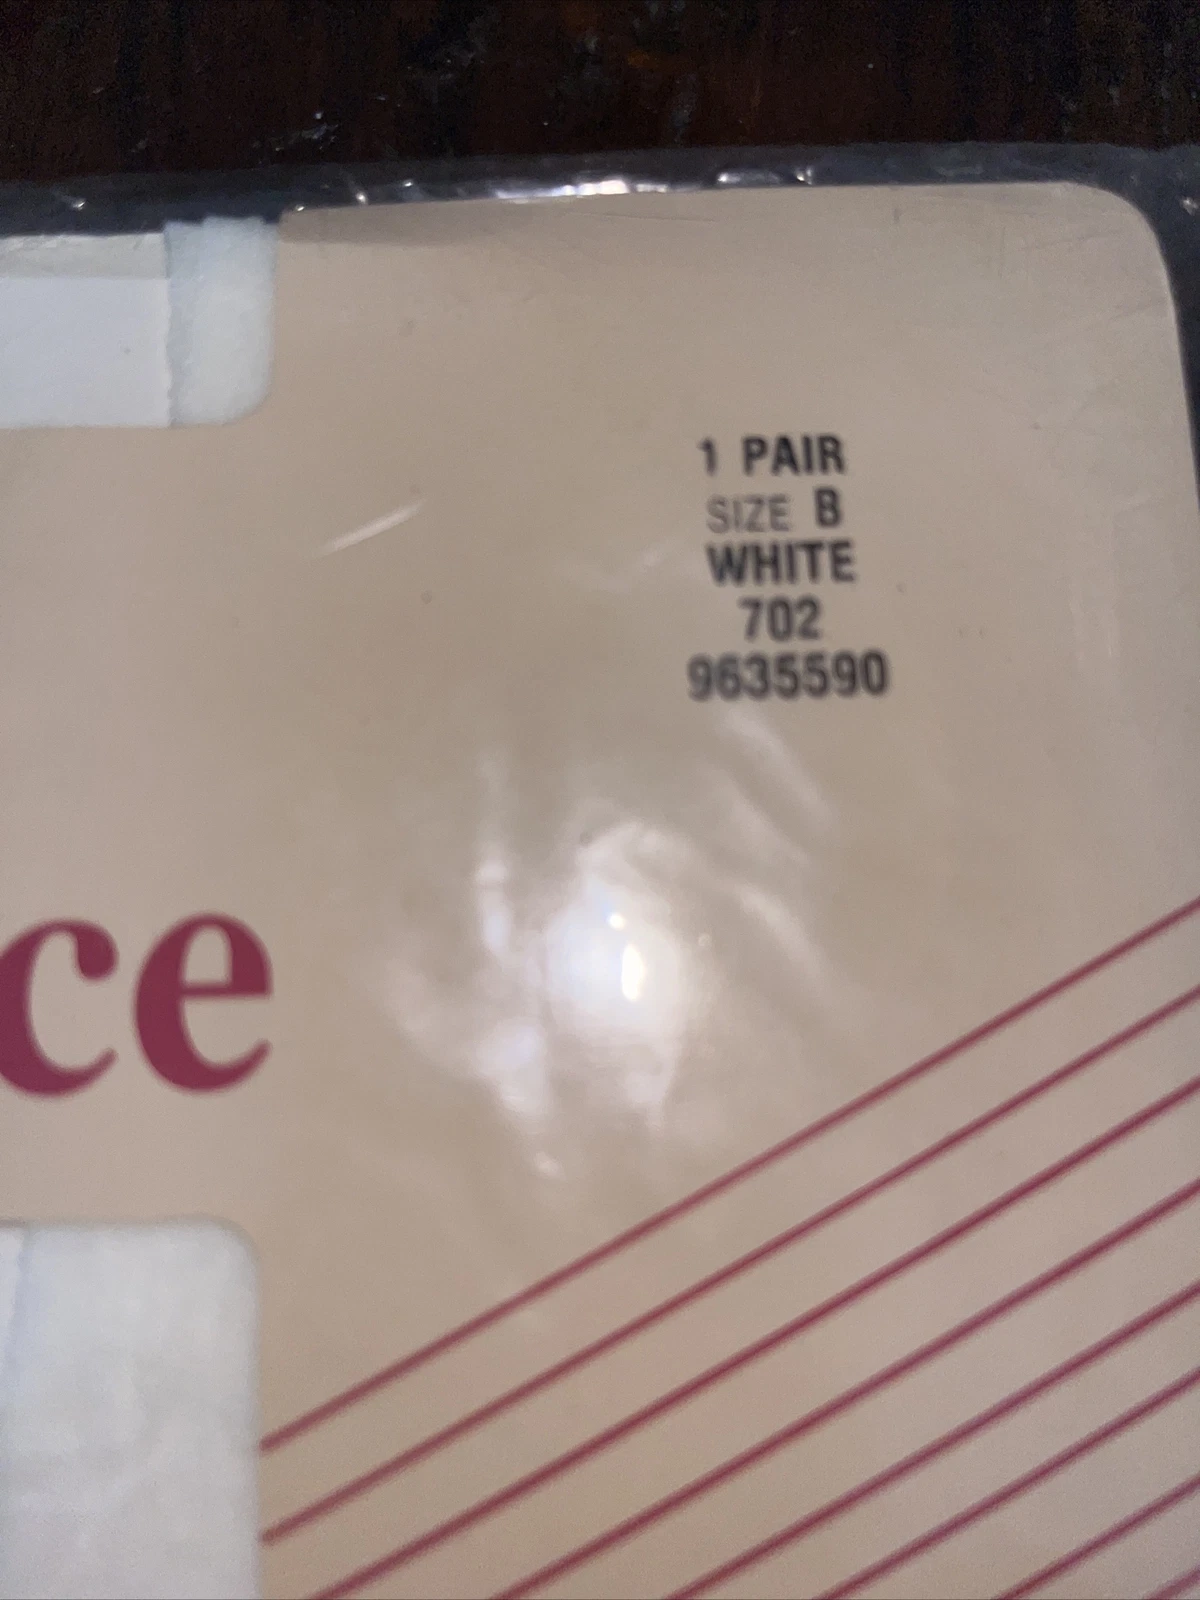 1 PAIR
SIZE B
WHITE
702
9635590
ce